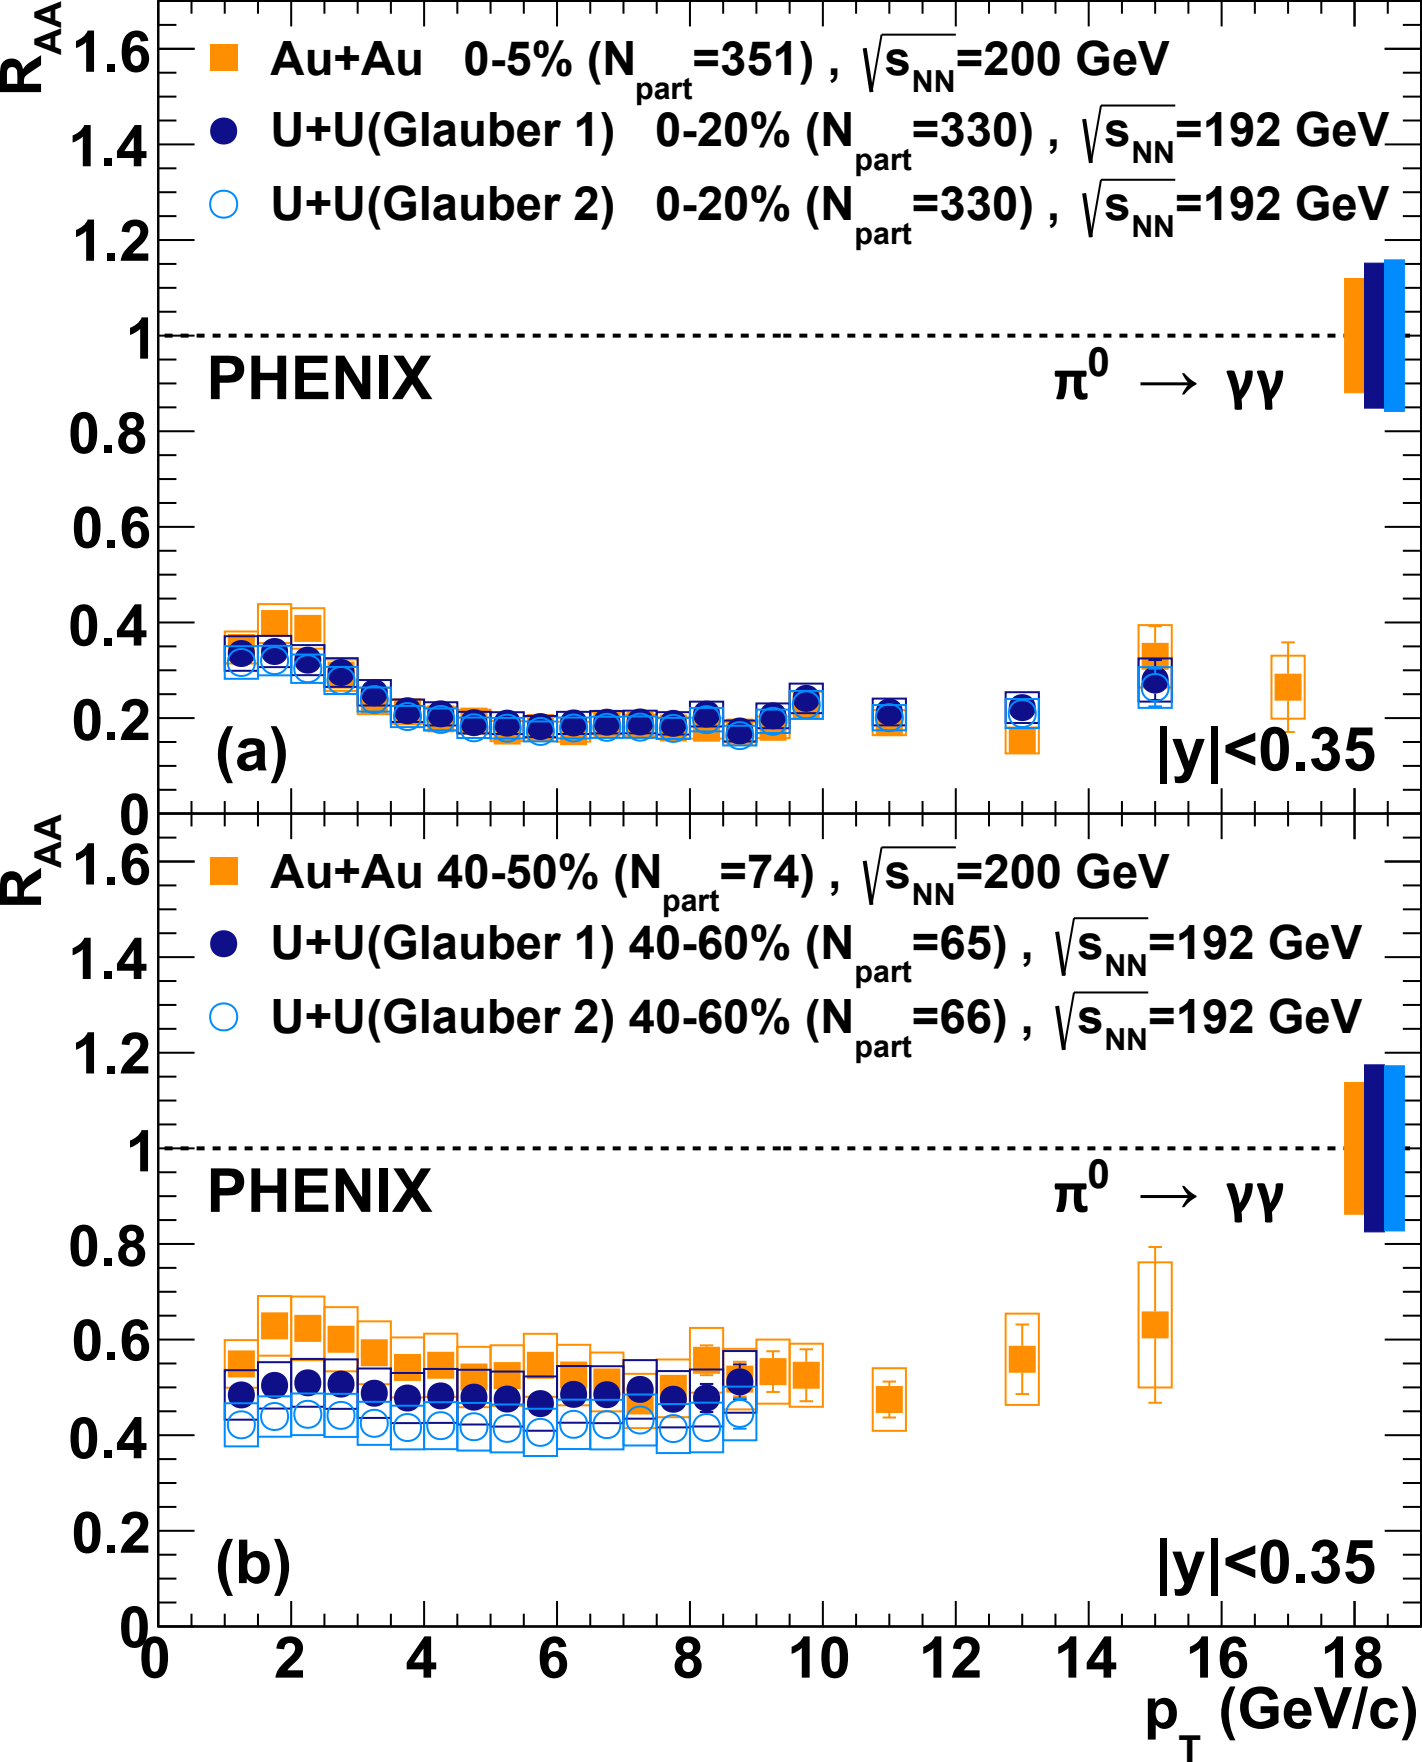 R_AA
1.6
Au+Au 0-5% (N_part=351) , √s_NN=200 GeV
U+U(Glauber 1) 0-20% (N_part=330) , √s_NN=192 GeV
1.4
U+U(Glauber 2) 0-20% (N_part=330) , √s_NN=192 GeV
1.2
1
PHENIX
π⁰ → γγ
0.8
0.6
0.4
0.2
(a)
|y|<0.35
0
R_AA
1.6
Au+Au 40-50% (N_part=74) , √s_NN=200 GeV
U+U(Glauber 1) 40-60% (N_part=65) , √s_NN=192 GeV
1.4
U+U(Glauber 2) 40-60% (N_part=66) , √s_NN=192 GeV
1.2
1
PHENIX
π⁰ → γγ
0.8
0.6
0.4
0.2
(b)
|y|<0.35
0
0 2 4 6 8 10 12 14 16 18
p_T (GeV/c)